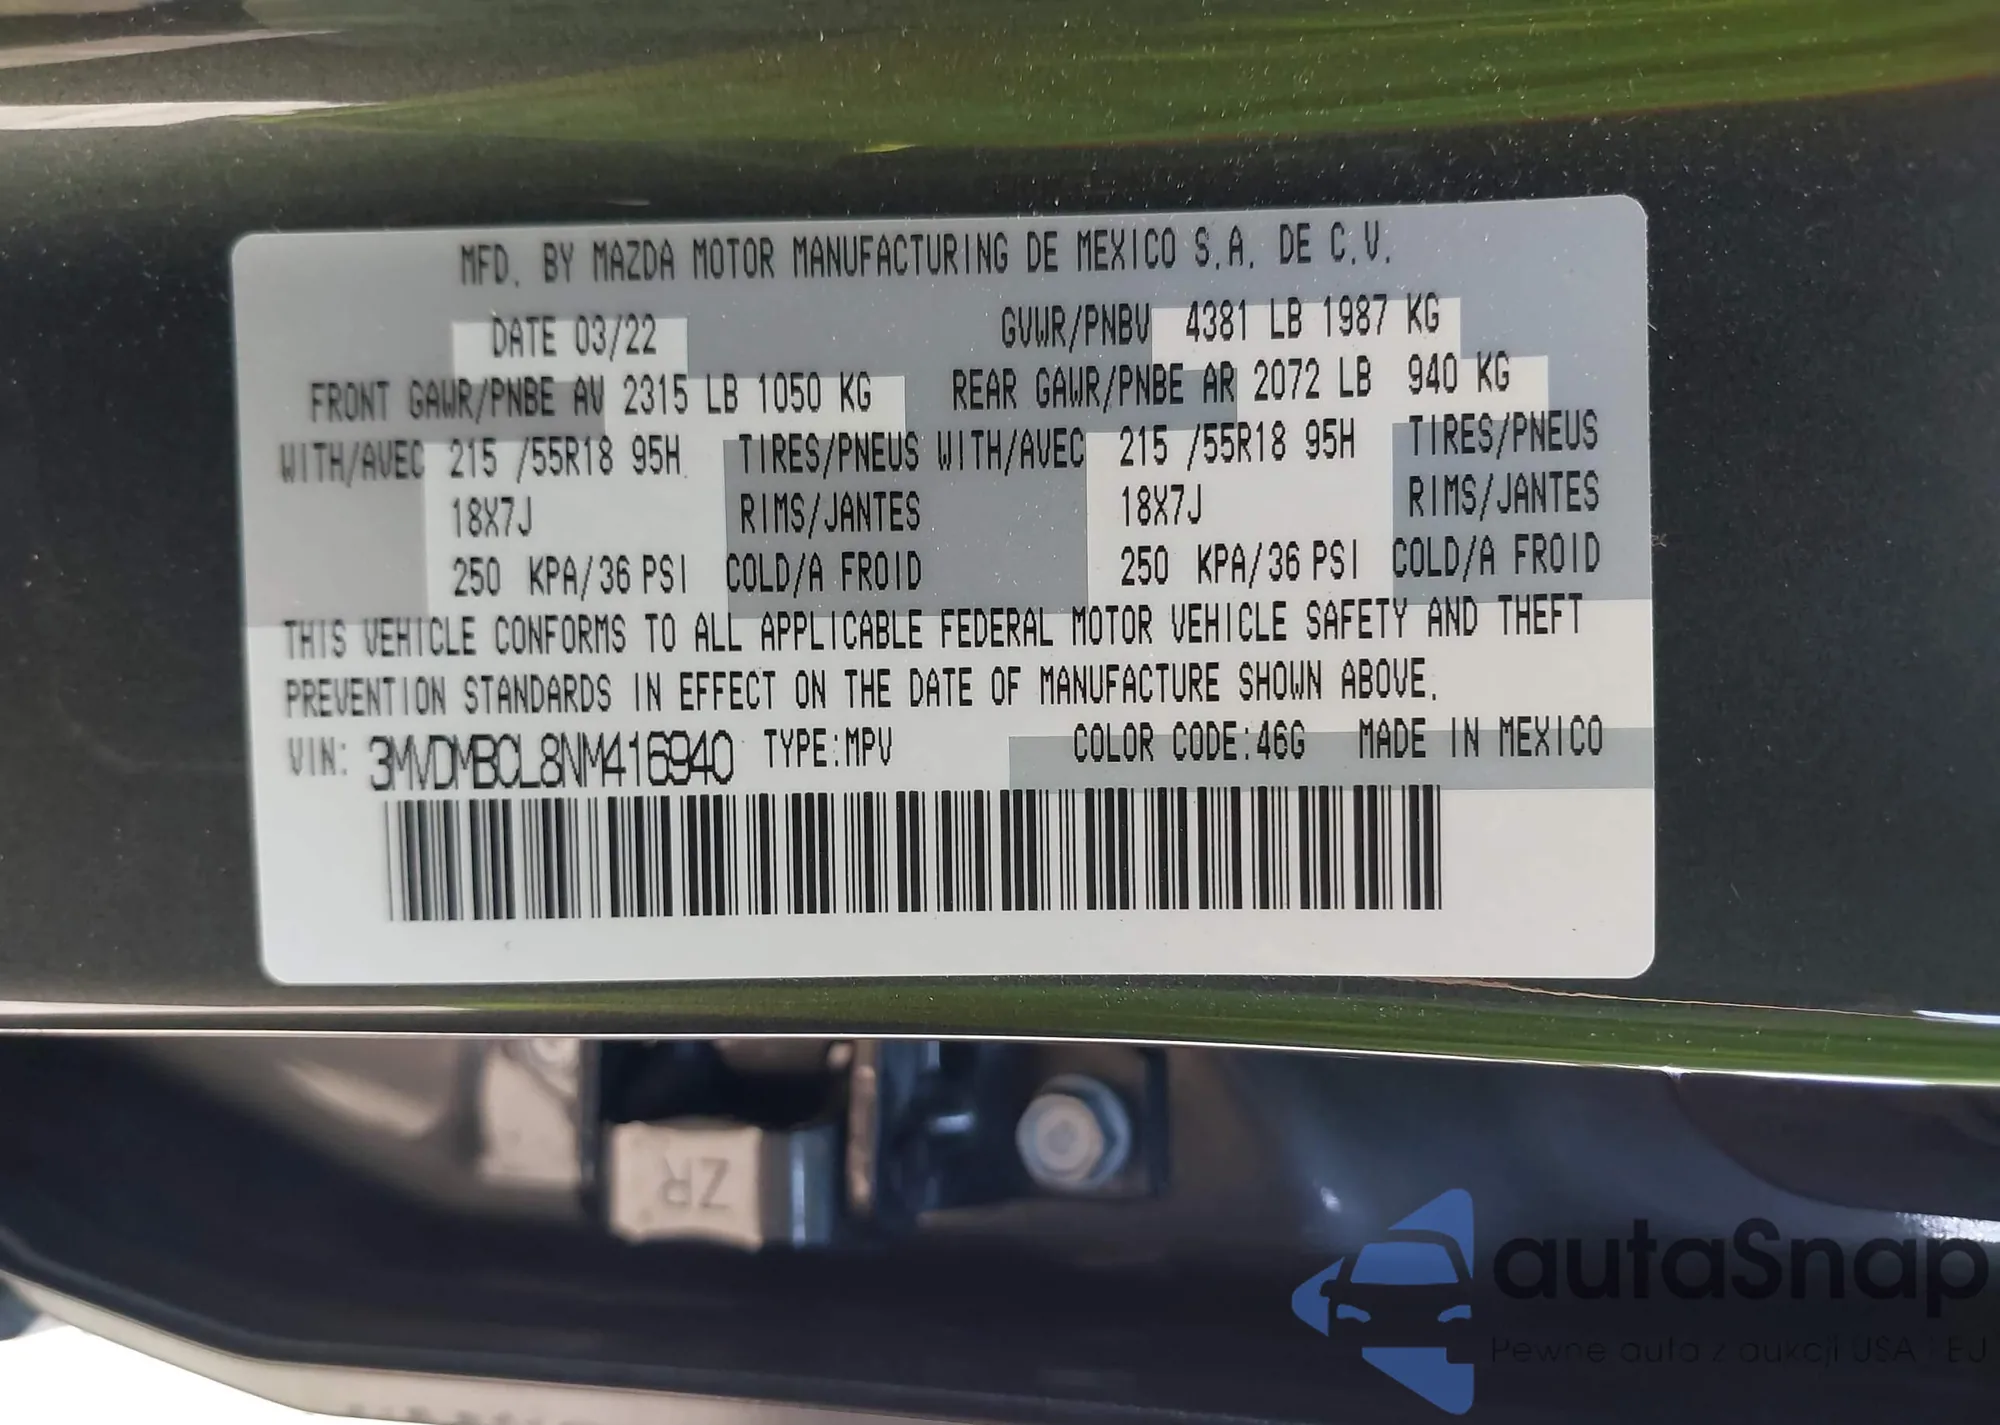 MFD. BY MAZDA MOTOR MANUFACTURING DE MEXICO S.A. DE C.V.
DATE 03/22 GVWR/PNBV 4381 LB 1987 KG
FRONT GAWR/PNBE AV 2315 LB 1050 KG REAR GAWR/PNBE AR 2072 LB 940 KG
WITH/AVEC 215 /55R18 95H TIRES/PNEUS WITH/AVEC 215 /55R18 95H TIRES/PNEUS
18X7J RIMS/JANTES 18X7J RIMS/JANTES
250 KPA/36 PSI COLD/A FROID 250 KPA/36 PSI COLD/A FROID
THIS VEHICLE CONFORMS TO ALL APPLICABLE FEDERAL MOTOR VEHICLE SAFETY AND THEFT
PREVENTION STANDARDS IN EFFECT ON THE DATE OF MANUFACTURE SHOWN ABOVE.
VIN: 3MVDMBCL8NM416940 TYPE:MPV COLOR CODE:46G MADE IN MEXICO
ZR
autaSnap
Pewne auta z aukcji USA i EU